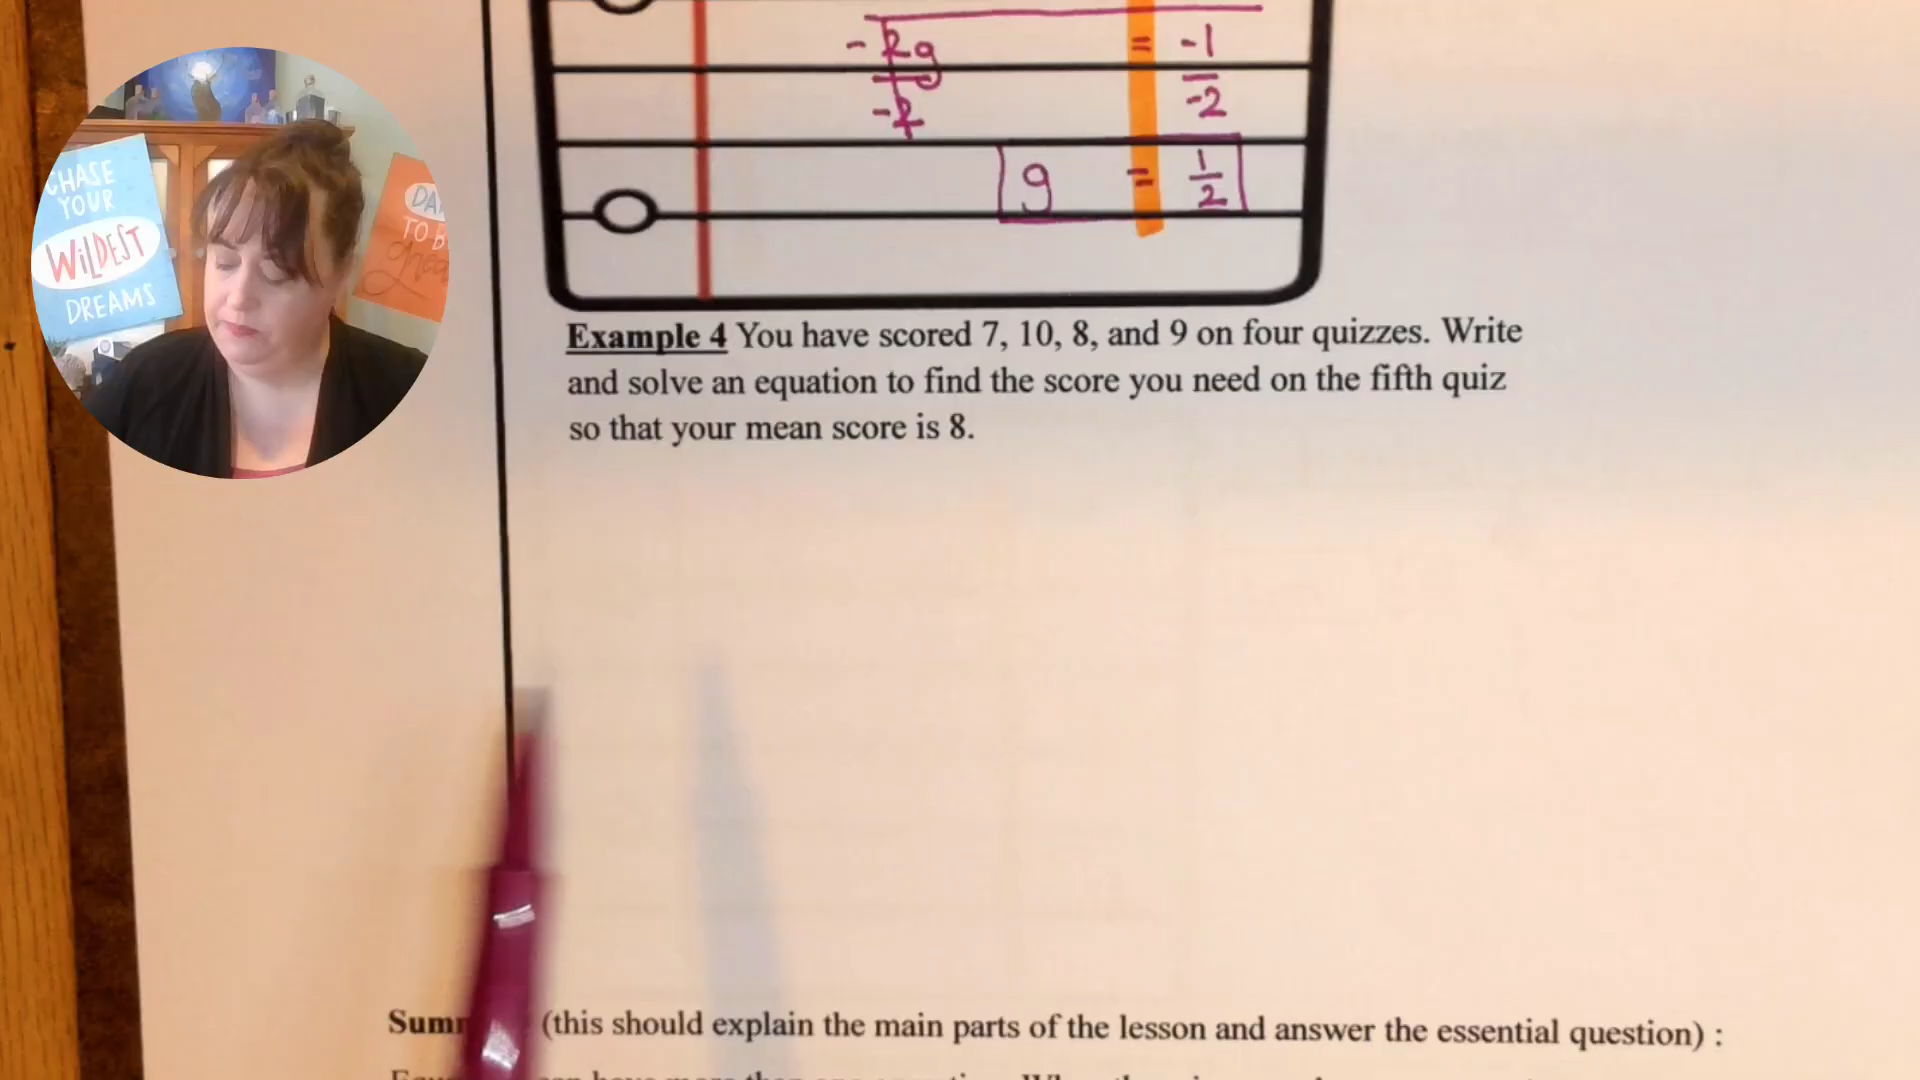 CHASE
YOUR
WiLDEST
DREAMS
TO B
-2g = -1
-2 -2
g = 1/2
Example 4 You have scored 7, 10, 8, and 9 on four quizzes. Write
and solve an equation to find the score you need on the fifth quiz
so that your mean score is 8.
(this should explain the main parts of the lesson and answer the essential question) :